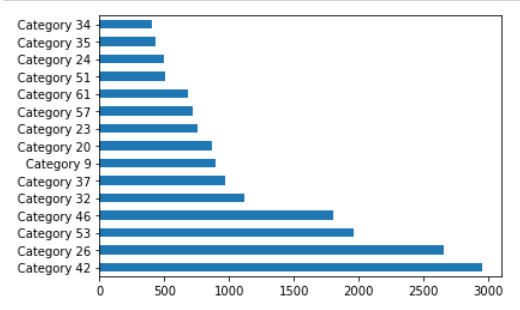 Category 34
Category 35
Category 24
Category 51
Category 61
Category 57
Category 23
Category 20
Category 9
Category 37
Category 32
Category 46
Category 53
Category 26
Category 42
0 500 1000 1500 2000 2500 3000